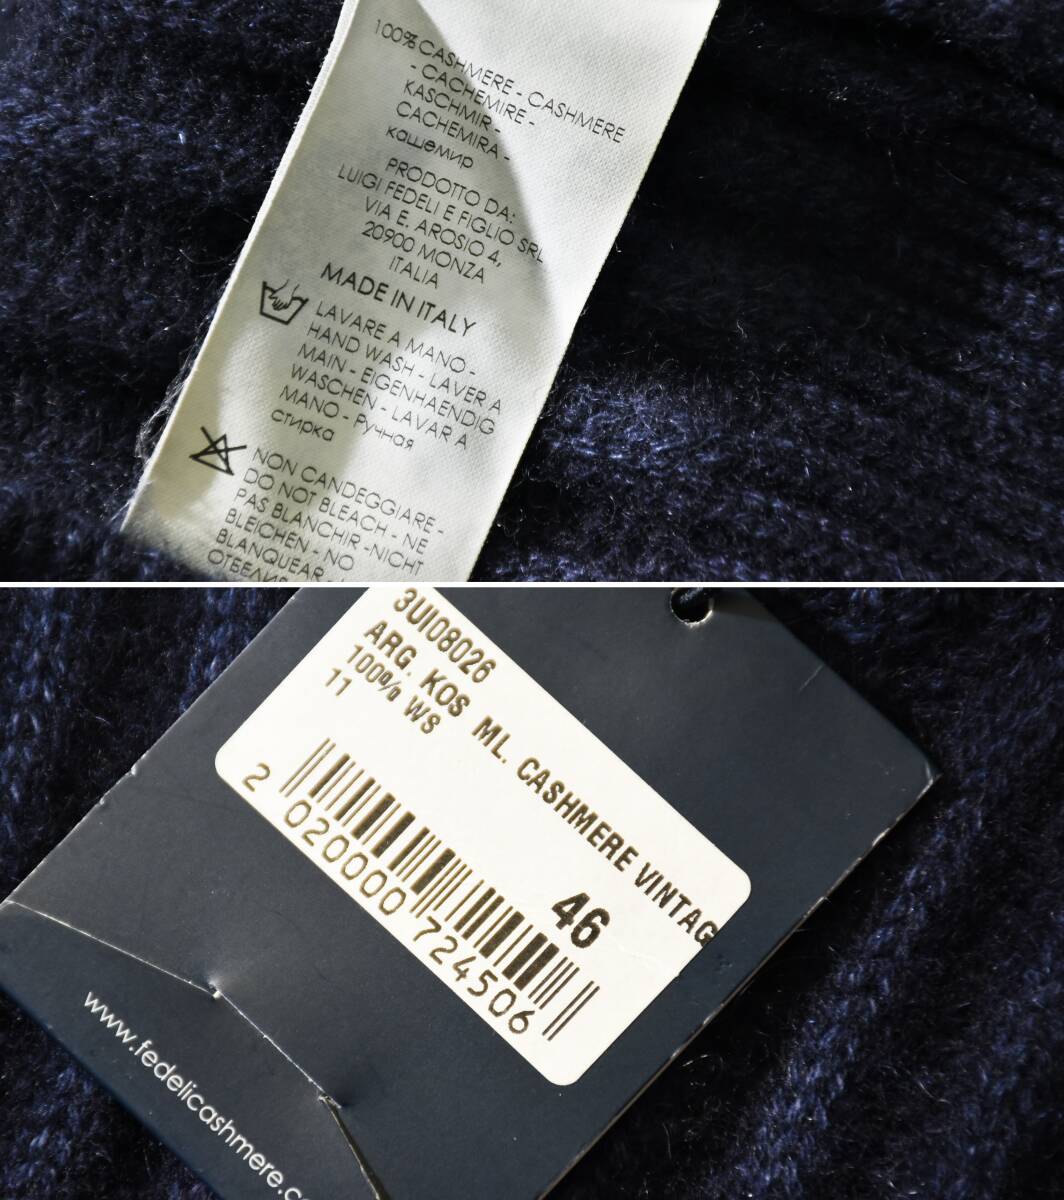 100% CASHMERE - CASHMERE
- CACHEMIRE -
KASCHMIR -
CACHEMIRA -
кашемир
PRODOTTO DA:
LUIGI FEDELI E FIGLIO SRL
VIA E. AROSIO 4,
20900 MONZA
ITALIA
MADE IN ITALY
LAVARE A MANO -
HAND WASH - LAVER A
MAIN - EIGENHAENDIG
WASCHEN - LAVAR A
MANO - Ручная
стирка
NON CANDEGGIARE -
DO NOT BLEACH - NE
PAS BLANCHIR -NICHT
BLEICHEN - NO
BLANQUEAR -
3UI08026
ARG. KOS ML. CASHMERE VINTAG
100% WS
11
46
2 020000 724506
www.fedelicashmere.co